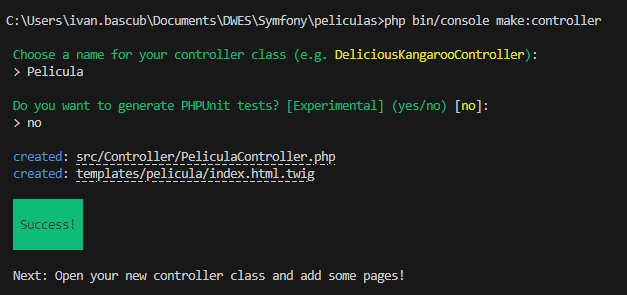 C:\Users\ivan.bascub\Documents\DWES\Symfony\peliculas>php bin/console make:controller
Choose a name for your controller class (e.g. DeliciousKangarooController):
> Pelicula
Do you want to generate PHPUnit tests? [Experimental] (yes/no) [no]:
> no
created: src/Controller/PeliculaController.php
created: templates/pelicula/index.html.twig
Success!
Next: Open your new controller class and add some pages!